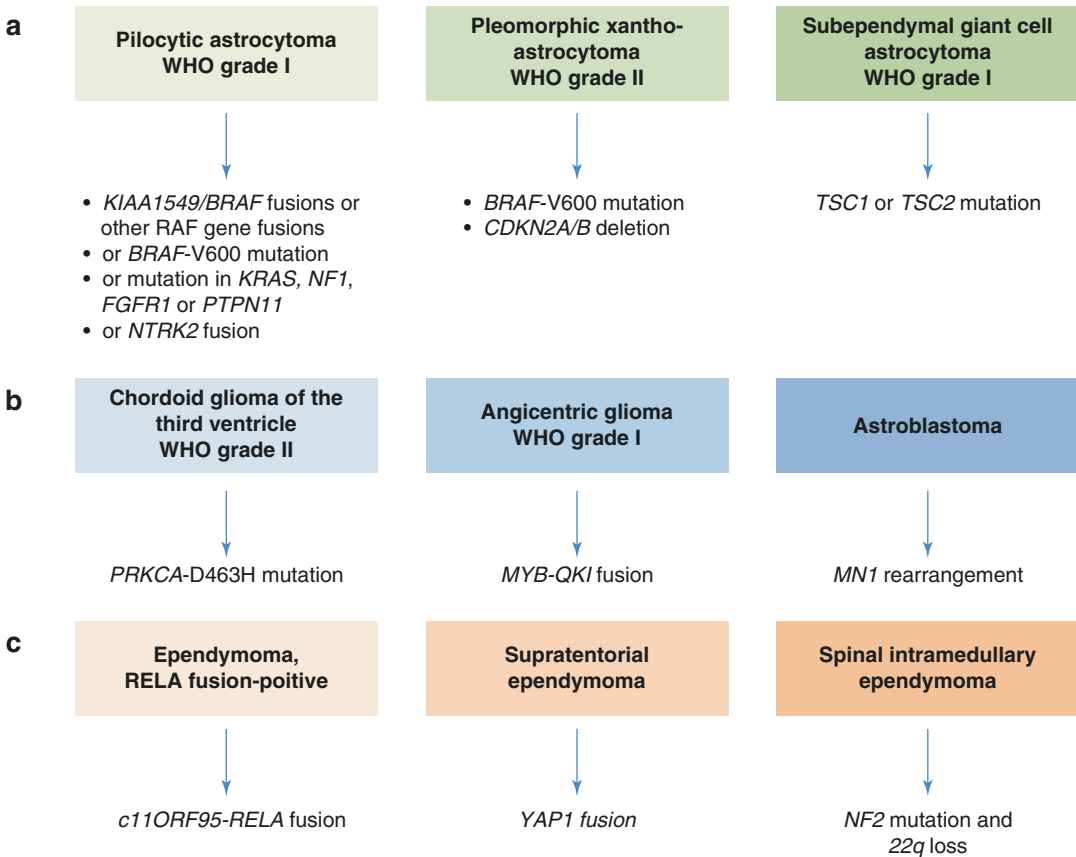 a
Pilocytic astrocytoma
WHO grade I
Pleomorphic xantho-
astrocytoma
WHO grade II
Subependymal giant cell
astrocytoma
WHO grade I
• KIAA1549/BRAF fusions or
other RAF gene fusions
• or BRAF-V600 mutation
• or mutation in KRAS, NF1,
FGFR1 or PTPN11
• or NTRK2 fusion
• BRAF-V600 mutation
• CDKN2A/B deletion
TSC1 or TSC2 mutation
b
Chordoid glioma of the
third ventricle
WHO grade II
Angicentric glioma
WHO grade I
Astroblastoma
PRKCA-D463H mutation
MYB-QKI fusion
MN1 rearrangement
c
Ependymoma,
RELA fusion-poitive
Supratentorial
ependymoma
Spinal intramedullary
ependymoma
c11ORF95-RELA fusion
YAP1 fusion
NF2 mutation and
22q loss